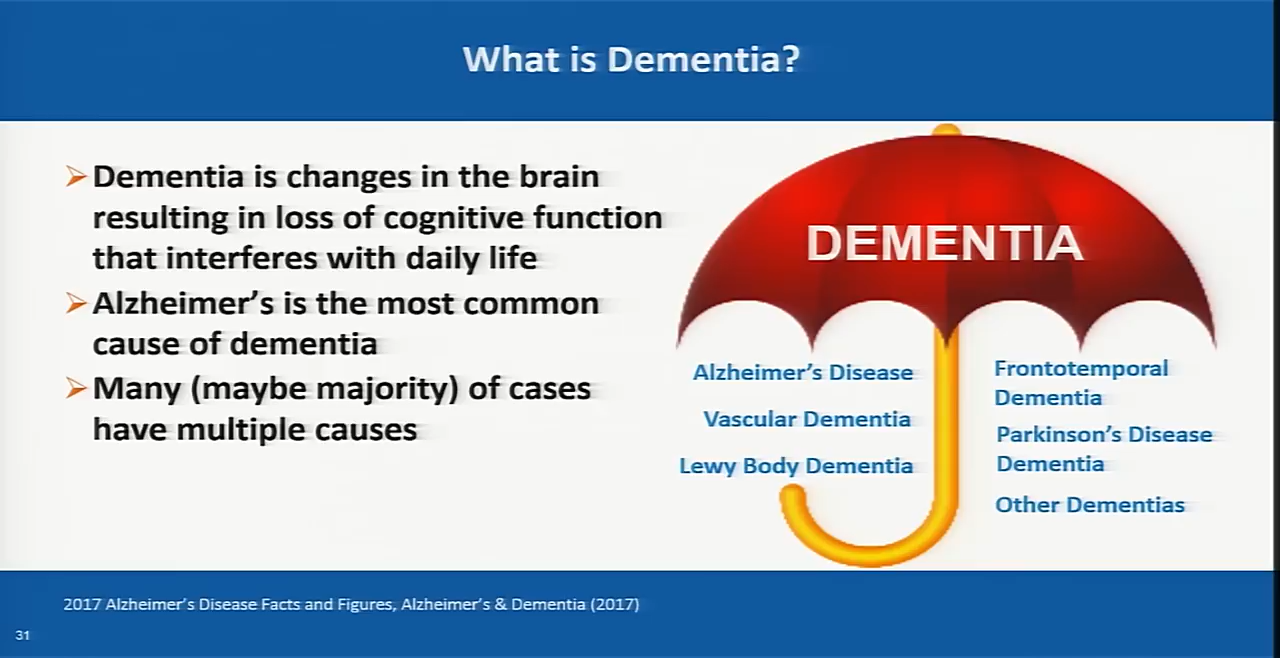 What is Dementia?
➢Dementia is changes in the brain
resulting in loss of cognitive function
that interferes with daily life
➢Alzheimer’s is the most common
cause of dementia
➢Many (maybe majority) of cases
have multiple causes
DEMENTIA
Alzheimer’s Disease
Vascular Dementia
Lewy Body Dementia
Frontotemporal
Dementia
Parkinson’s Disease
Dementia
Other Dementias
2017 Alzheimer’s Disease Facts and Figures, Alzheimer’s & Dementia (2017)
31